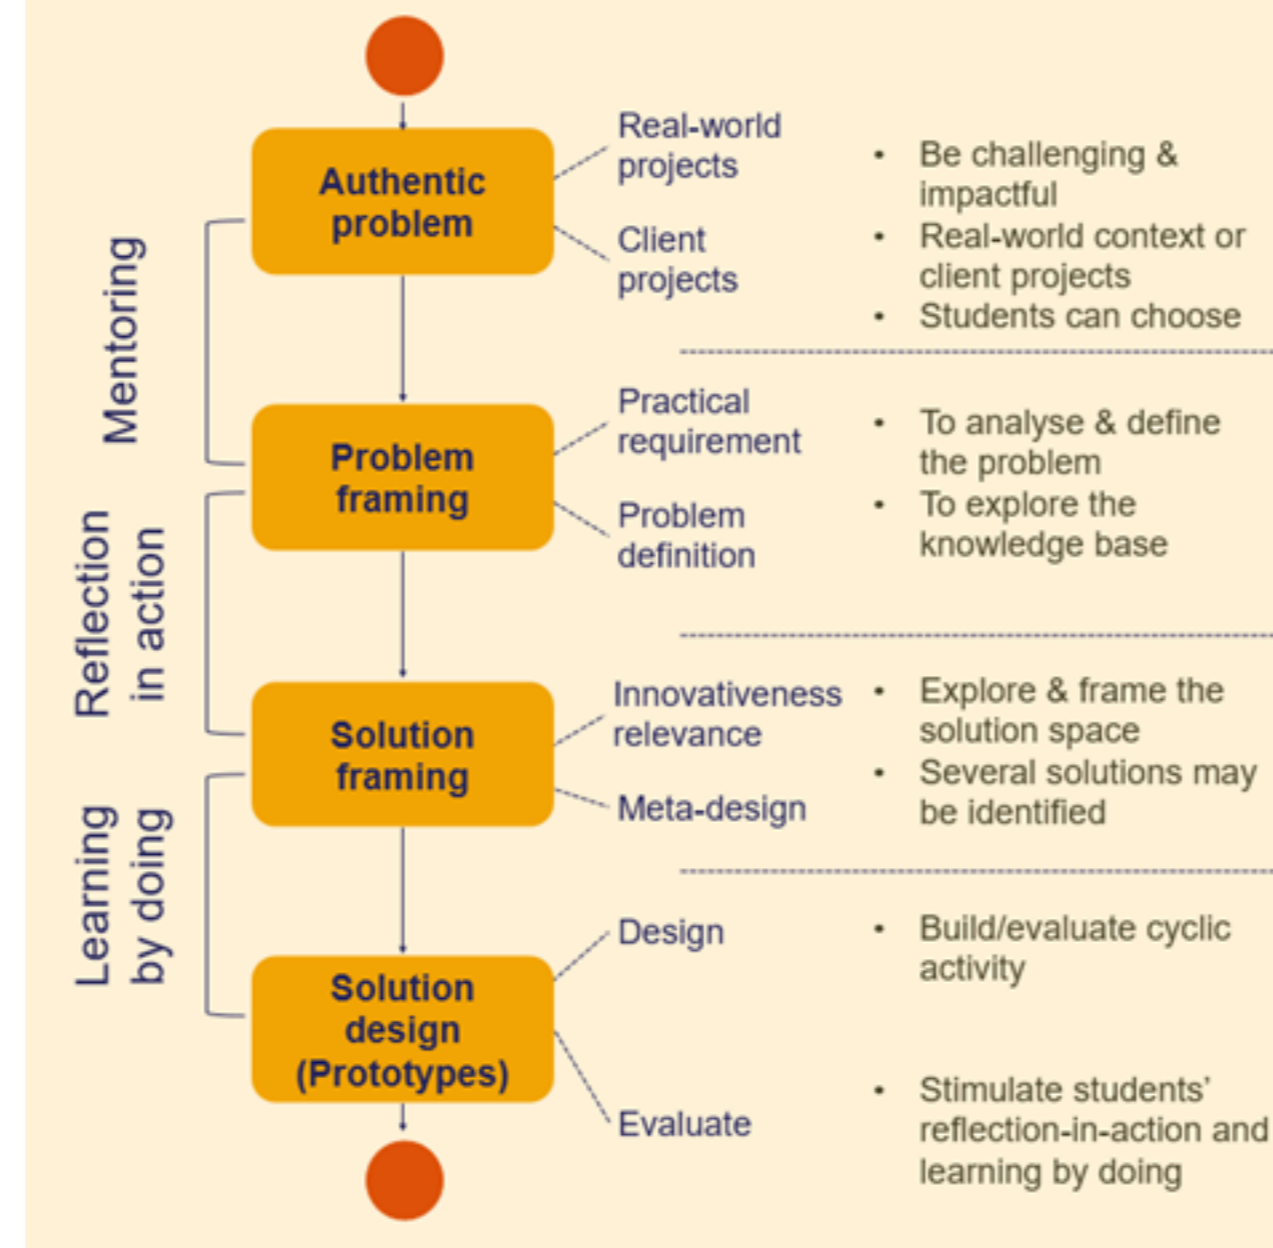 Authentic
problem
Real-world
projects
Client
projects
• Be challenging &
impactful
• Real-world context or
client projects
• Students can choose
Mentoring
Problem
framing
Practical
requirement
Problem
definition
• To analyse & define
the problem
• To explore the
knowledge base
Reflection
in action
Solution
framing
Innovativeness
relevance
Meta-design
• Explore & frame the
solution space
• Several solutions may
be identified
Learning
by doing
Solution
design
(Prototypes)
Design
Evaluate
• Build/evaluate cyclic
activity
• Stimulate students’
reflection-in-action and
learning by doing